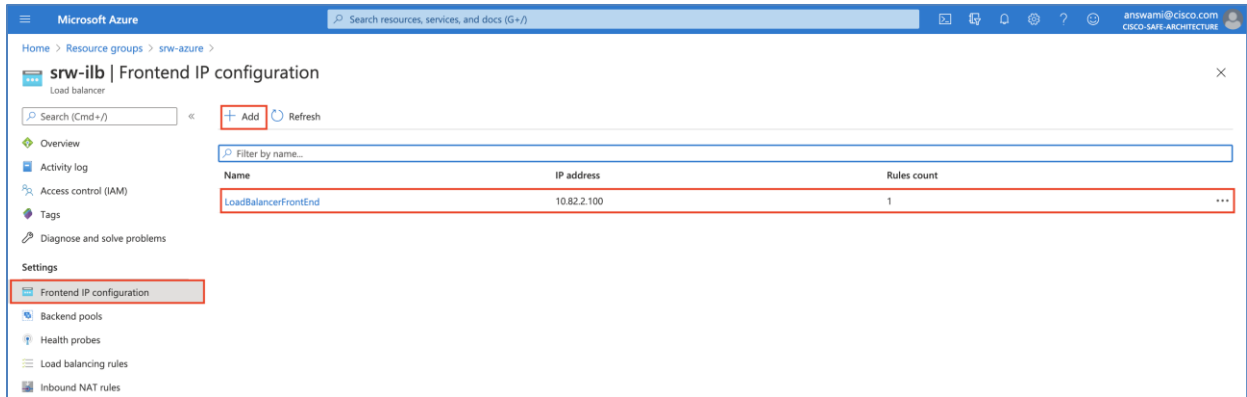 Microsoft Azure
Search resources, services, and docs (G+/)
answami@cisco.com
CISCO-SAFE-ARCHITECTURE
Home > Resource groups > srw-azure >
srw-ilb | Frontend IP configuration
Load balancer
Search (Cmd+/)
«
+ Add
Refresh
Overview
Activity log
Access control (IAM)
Tags
Diagnose and solve problems
Settings
Frontend IP configuration
Backend pools
Health probes
Load balancing rules
Inbound NAT rules
Filter by name...
Name IP address Rules count
LoadBalancerFrontEnd 10.82.2.100 1 ...